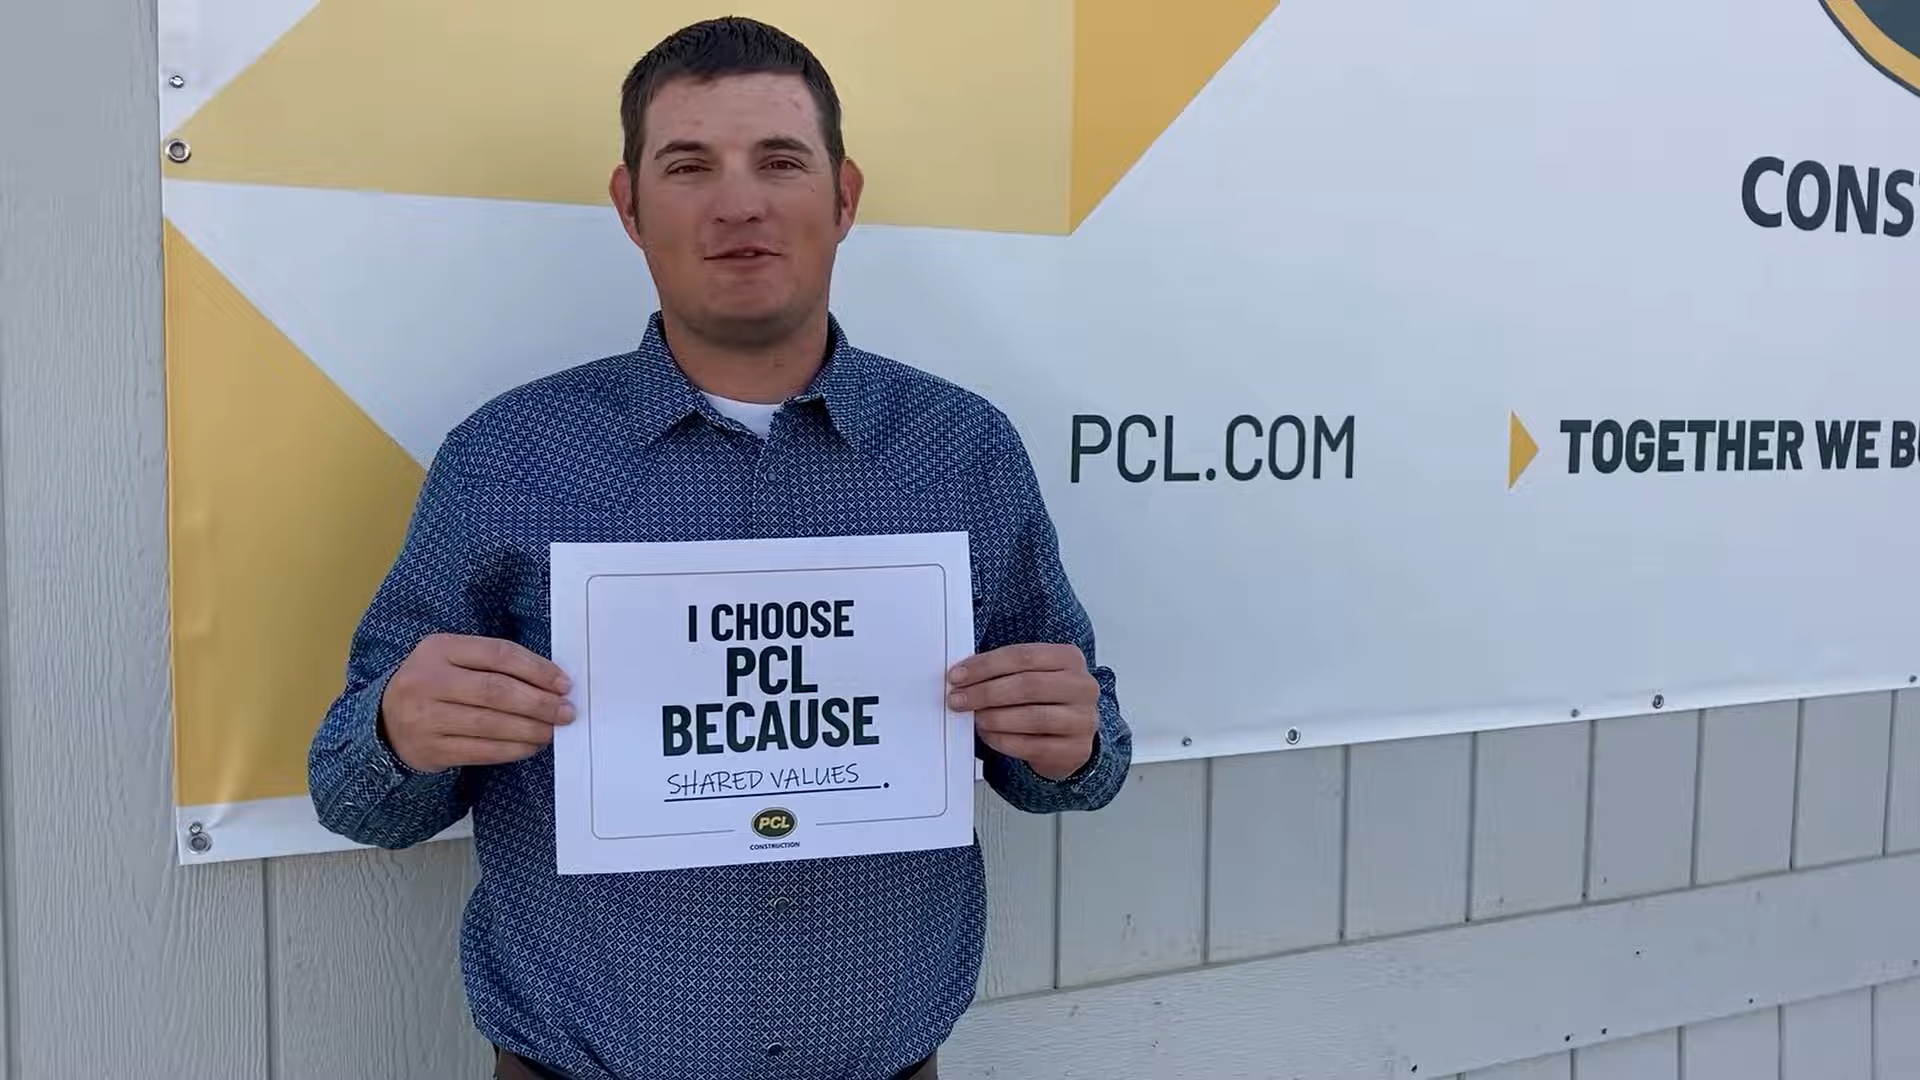 CONS
PCL.COM
TOGETHER WE B
I CHOOSE
PCL
BECAUSE
SHARED VALUES.
PCL
CONSTRUCTION